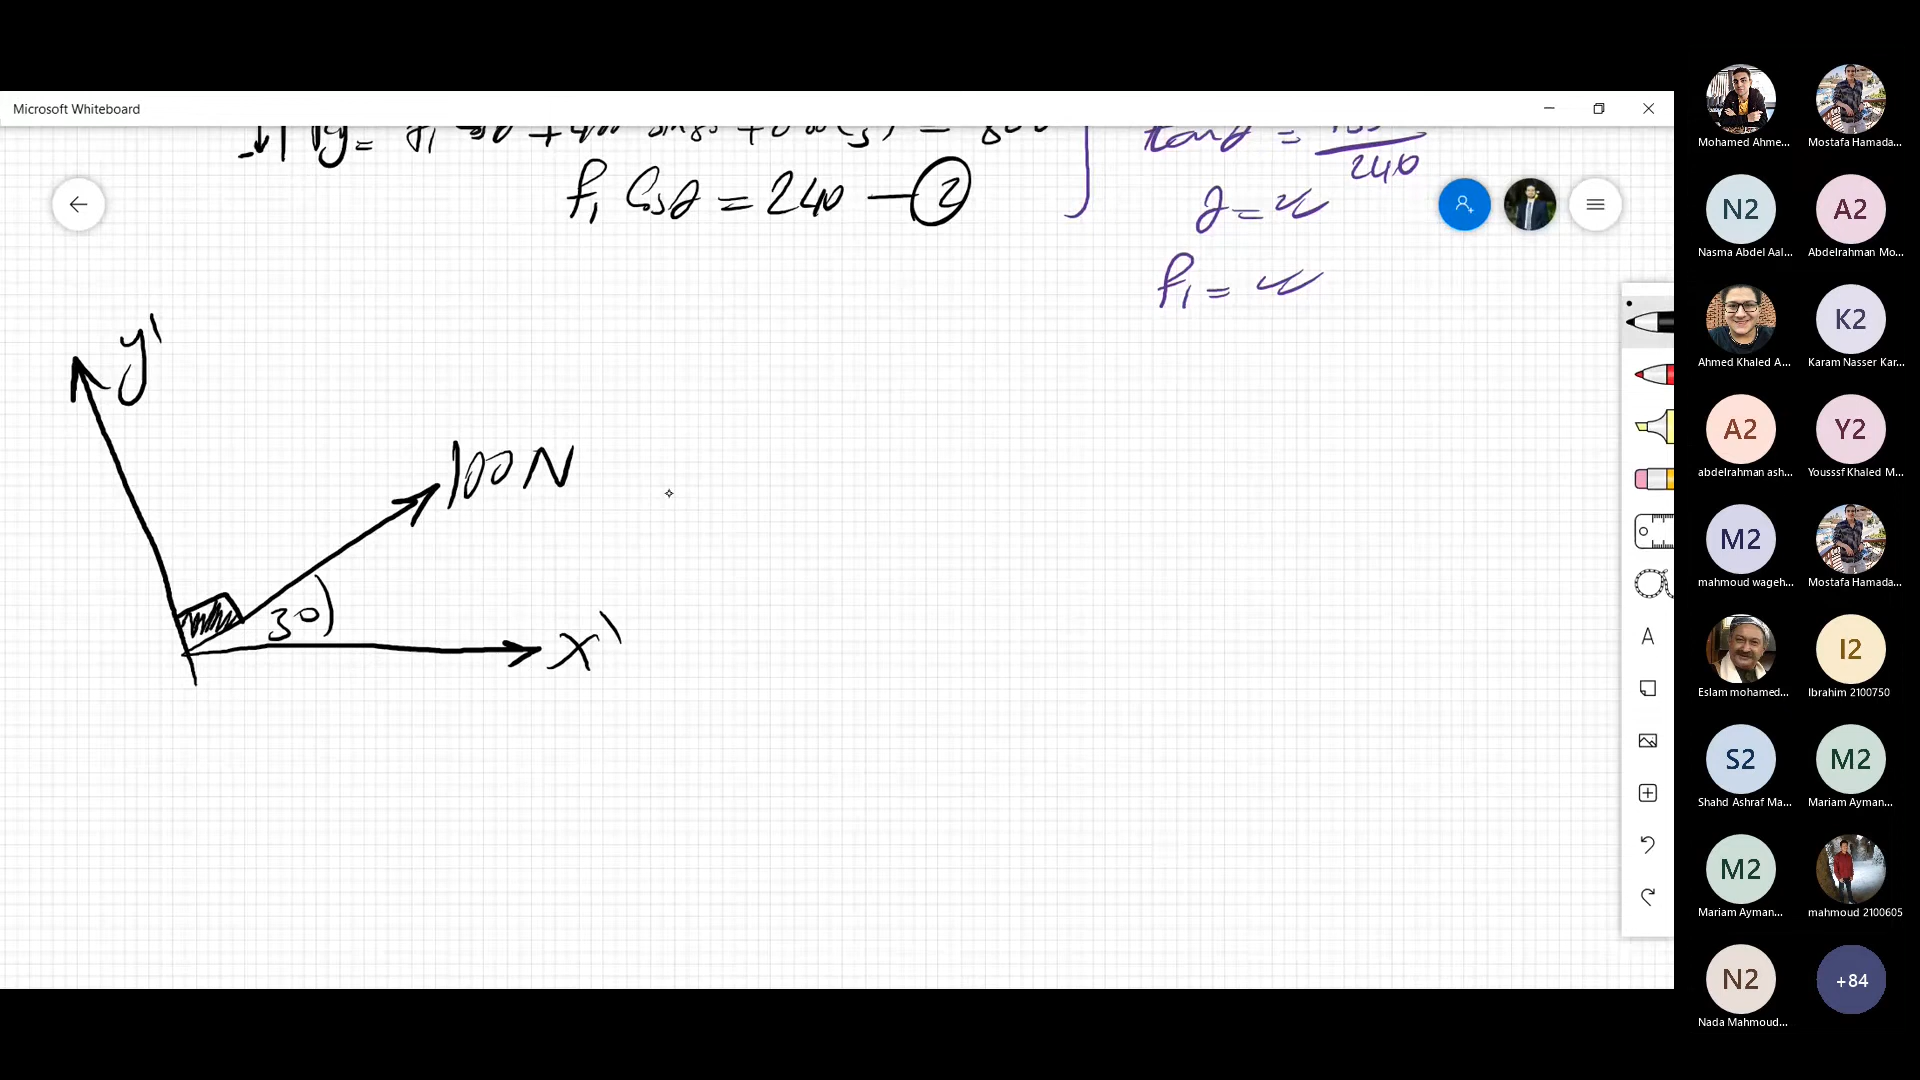 Microsoft Whiteboard
240
f₁ Cosθ = 240 — ②
θ = ✓
f₁ = ✓
y'
100 N
30
x'
A
Mohamed Ahme...
Mostafa Hamada...
N2
A2
Nasma Abdel Aal...
Abdelrahman Mo...
K2
Ahmed Khaled A...
Karam Nasser Kar...
A2
Y2
abdelrahman ash...
Yousssf Khaled M...
M2
mahmoud wageh...
Mostafa Hamada...
I2
Eslam mohamed...
Ibrahim 2100750
S2
M2
Shahd Ashraf Ma...
Mariam Ayman...
M2
Mariam Ayman...
mahmoud 2100605
N2
+84
Nada Mahmoud...